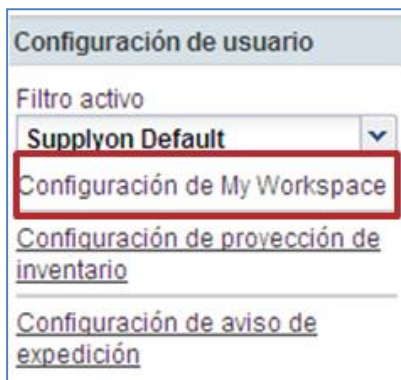 Configuración de usuario
Filtro activo
Supplyon Default
Configuración de My Workspace
Configuración de proyección de
inventario
Configuración de aviso de
expedición